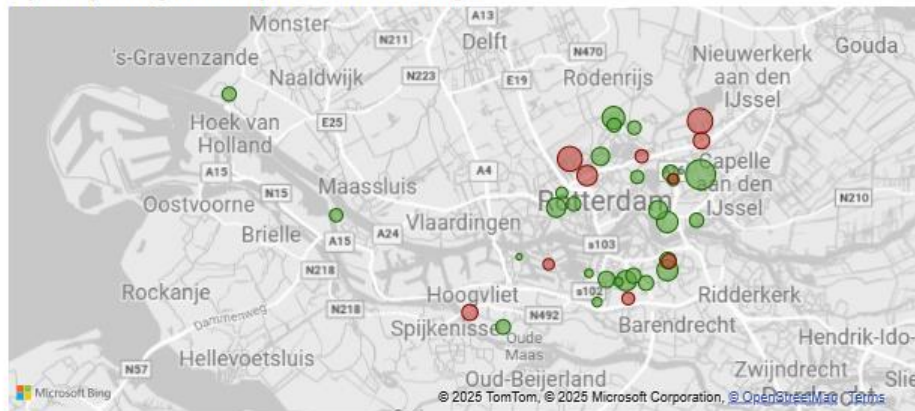 A13
Monster
N211
Delft
Gouda
's-Gravenzande
N470
Nieuwerkerk
Naaldwijk
N223
E19
Rodenrijs
aan den
IJssel
Hoek van
Holland
E25
A15
A4
Capelle
aan den
IJssel
N15
Maassluis
Rotterdam
N210
Oostvoorne
Vlaardingen
Brielle
A24
A15
s103
N218
Rockanje
Hoogvliet
s102
Ridderkerk
Dammenweg
N218
N492
Spijkenisse
Barendrecht
Oude
Maas
Hendrik-Ido-
Hellevoetsluis
N57
Oud-Beijerland
Zwijndrecht
Microsoft Bing
© 2025 TomTom, © 2025 Microsoft Corporation, © OpenStreetMap Terms